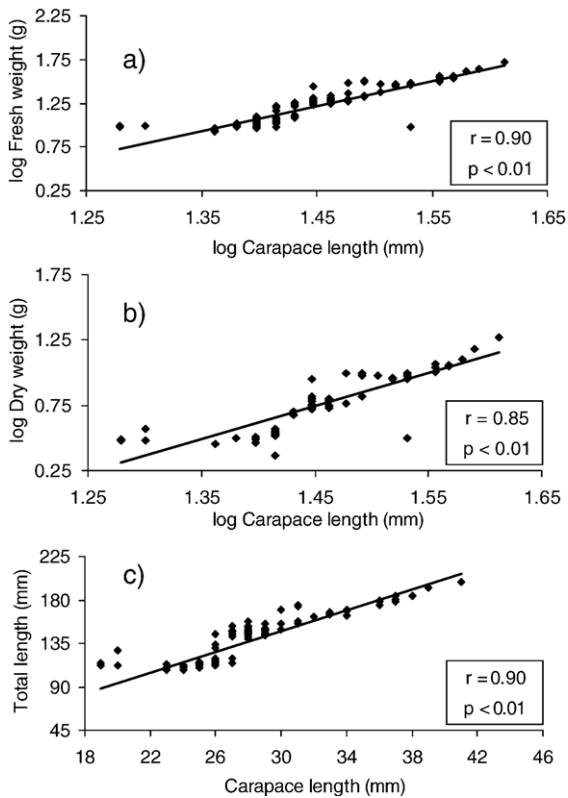 a)
log Fresh weight (g)
2.25
1.75
1.25
0.75
0.25
r = 0.90
p < 0.01
1.25 1.35 1.45 1.55 1.65
log Carapace length (mm)
b)
log Dry weight (g)
1.75
1.25
0.75
0.25
r = 0.85
p < 0.01
1.25 1.35 1.45 1.55 1.65
log Carapace length (mm)
c)
Total length (mm)
225
180
135
90
45
r = 0.90
p < 0.01
18 22 26 30 34 38 42 46
Carapace length (mm)